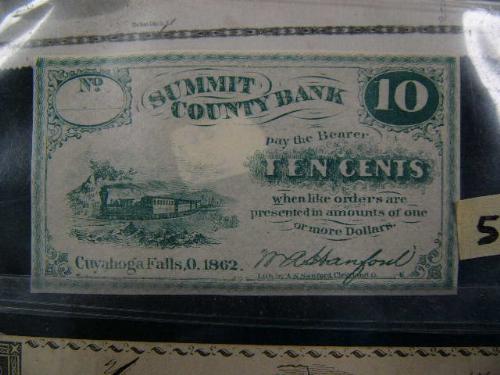 No
SUMMIT
COUNTY BANK
10
pay the Bearer
TEN CENTS
when like orders are
presented in amounts of one
or more Dollars.
Cuyahoga Falls, O. 1862.
Lith. by A.S. Sanford, Cleveland O.
5